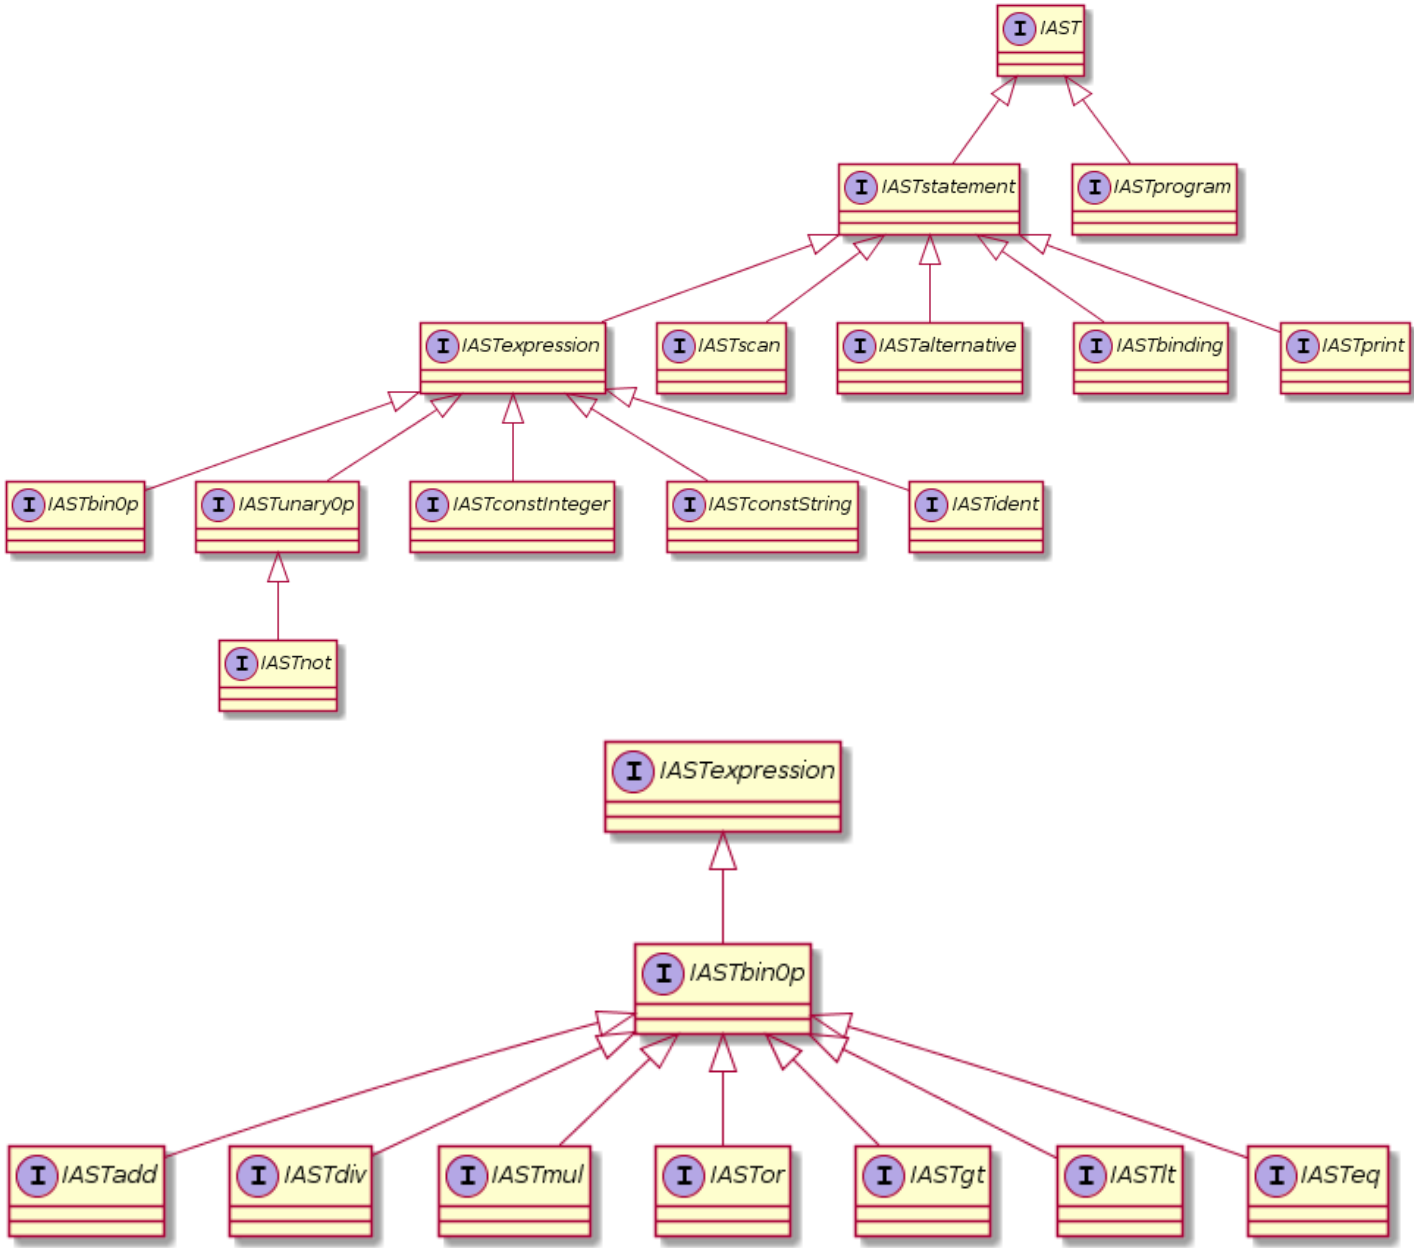 I IAST
I IASTstatement
I IASTprogram
I IASTexpression
I IASTscan
I IASTalternative
I IASTbinding
I IASTprint
I IASTbinOp
I IASTunaryOp
I IASTconstInteger
I IASTconstString
I IASTident
I IASTnot
I IASTexpression
I IASTbinOp
I IASTadd
I IASTdiv
I IASTmul
I IASTor
I IASTgt
I IASTlt
I IASTeq